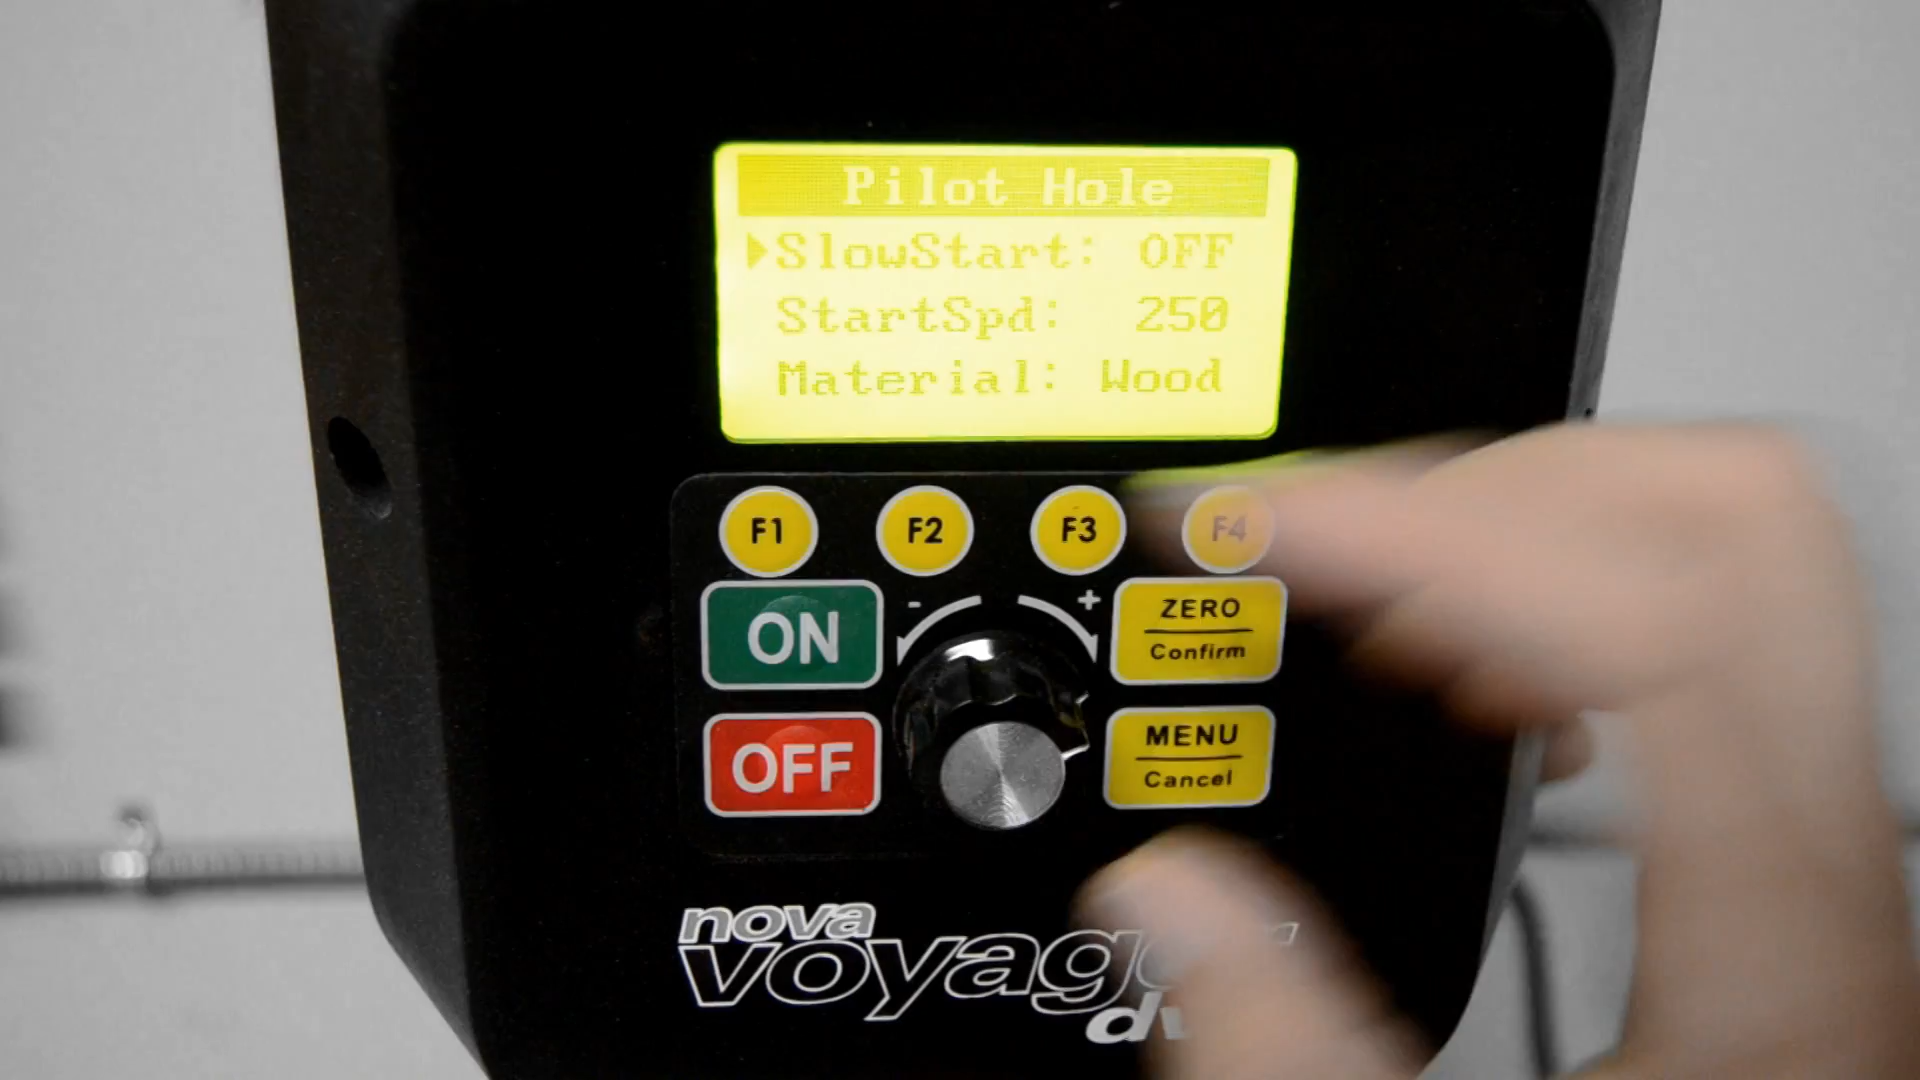 Pilot Hole
SlowStart: OFF
StartSpd: 250
Material: Wood
F1 F2 F3 F4
- +
ON
ZERO
Confirm
OFF
MENU
Cancel
nova